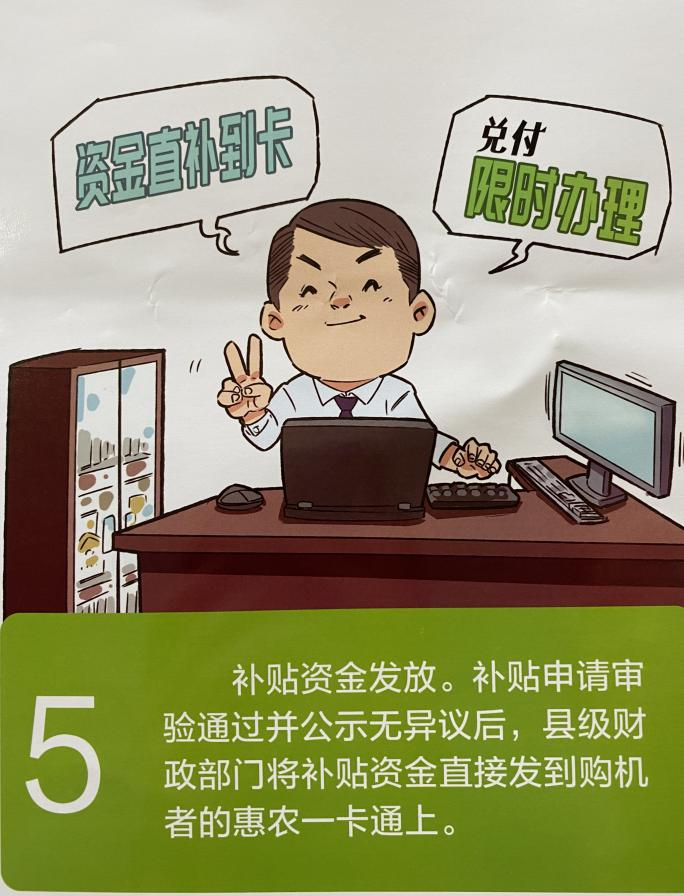 资金直补到卡
兑付
限时办理
5
补贴资金发放。补贴申请审
验通过并公示无异议后，县级财
政部门将补贴资金直接发到购机
者的惠农一卡通上。